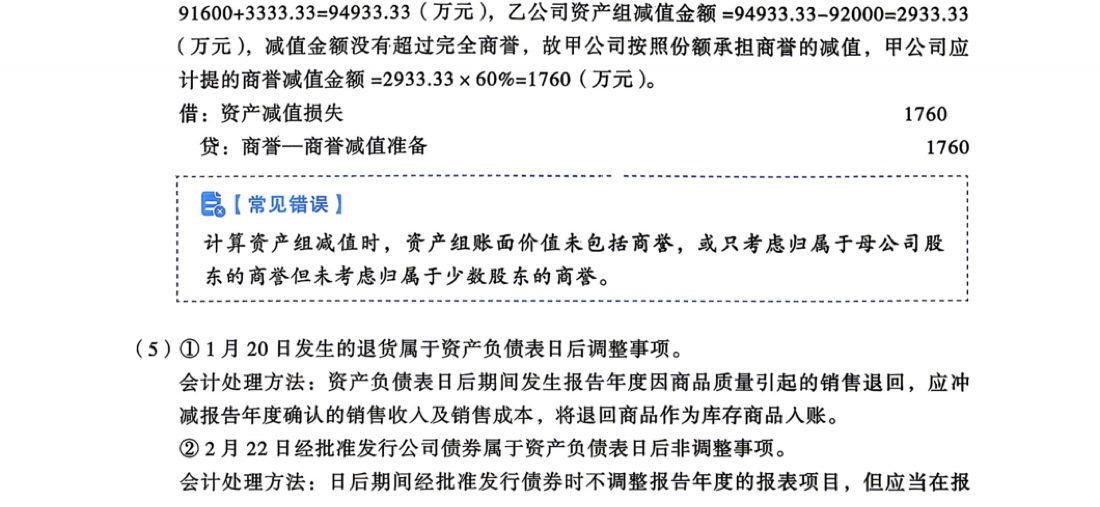 91600+3333.33=94933.33（万元），乙公司资产组减值金额 =94933.33-92000=2933.33
（万元），减值金额没有超过完全商誉，故甲公司按照份额承担商誉的减值，甲公司应
计提的商誉减值金额 =2933.33×60%=1760（万元）。
借：资产减值损失 1760
贷：商誉—商誉减值准备 1760
【常见错误】
计算资产组减值时，资产组账面价值未包括商誉，或只考虑归属于母公司股
东的商誉但未考虑归属于少数股东的商誉。
（5）①1 月 20 日发生的退货属于资产负债表日后调整事项。
会计处理方法：资产负债表日后期间发生报告年度因商品质量引起的销售退回，应冲
减报告年度确认的销售收入及销售成本，将退回商品作为库存商品入账。
②2 月 22 日经批准发行公司债券属于资产负债表日后非调整事项。
会计处理方法：日后期间经批准发行债券时不调整报告年度的报表项目，但应当在报